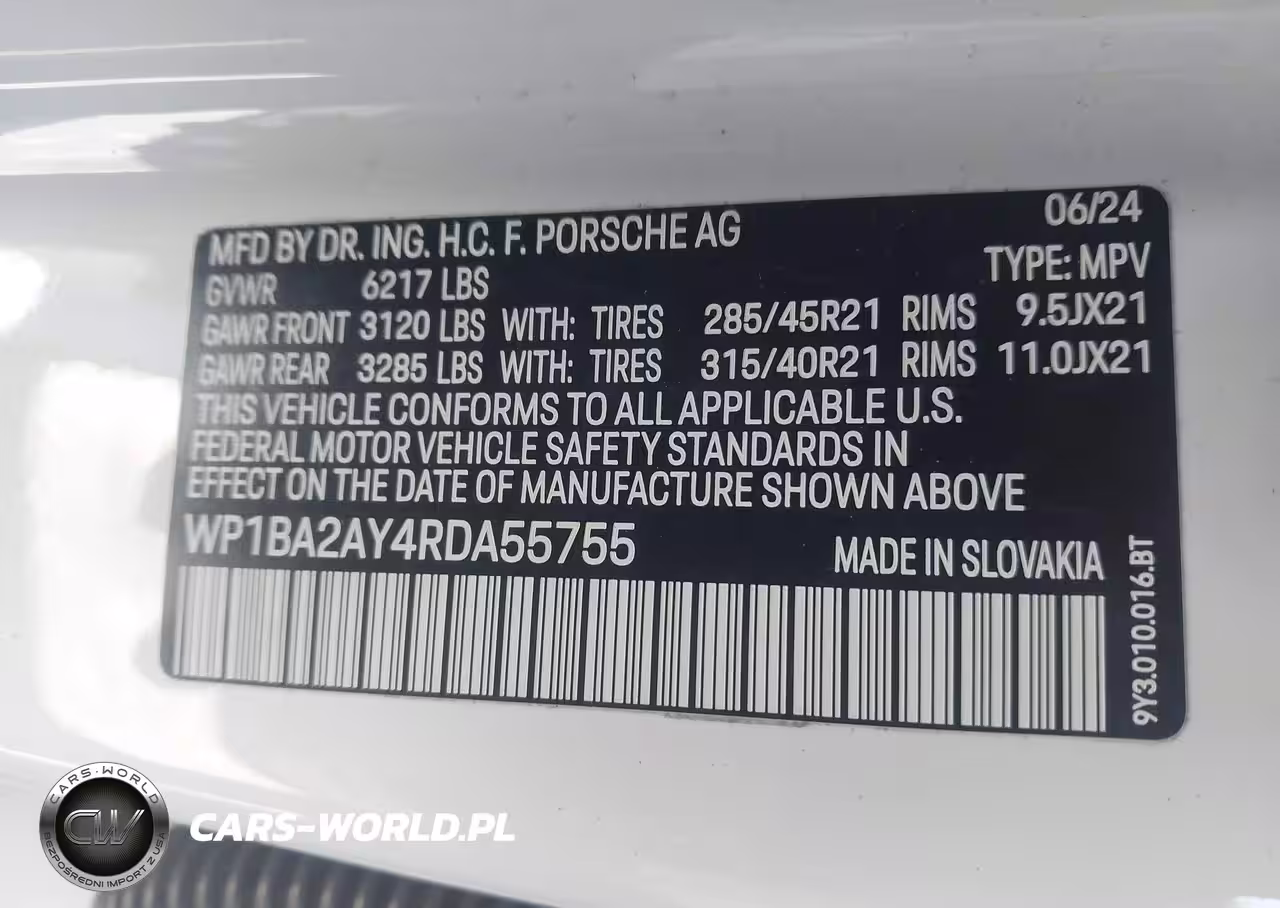 06/24
MFD BY DR. ING. H.C. F. PORSCHE AG
TYPE: MPV
GVWR 6217 LBS
GAWR FRONT 3120 LBS WITH: TIRES 285/45R21 RIMS 9.5JX21
GAWR REAR 3285 LBS WITH: TIRES 315/40R21 RIMS 11.0JX21
THIS VEHICLE CONFORMS TO ALL APPLICABLE U.S.
FEDERAL MOTOR VEHICLE SAFETY STANDARDS IN
EFFECT ON THE DATE OF MANUFACTURE SHOWN ABOVE
WP1BA2AY4RDA55755
MADE IN SLOVAKIA
9Y3.010.016.BT
CARS-WORLD
CW
BEZPOŚREDNI IMPORT Z USA
CARS-WORLD.PL